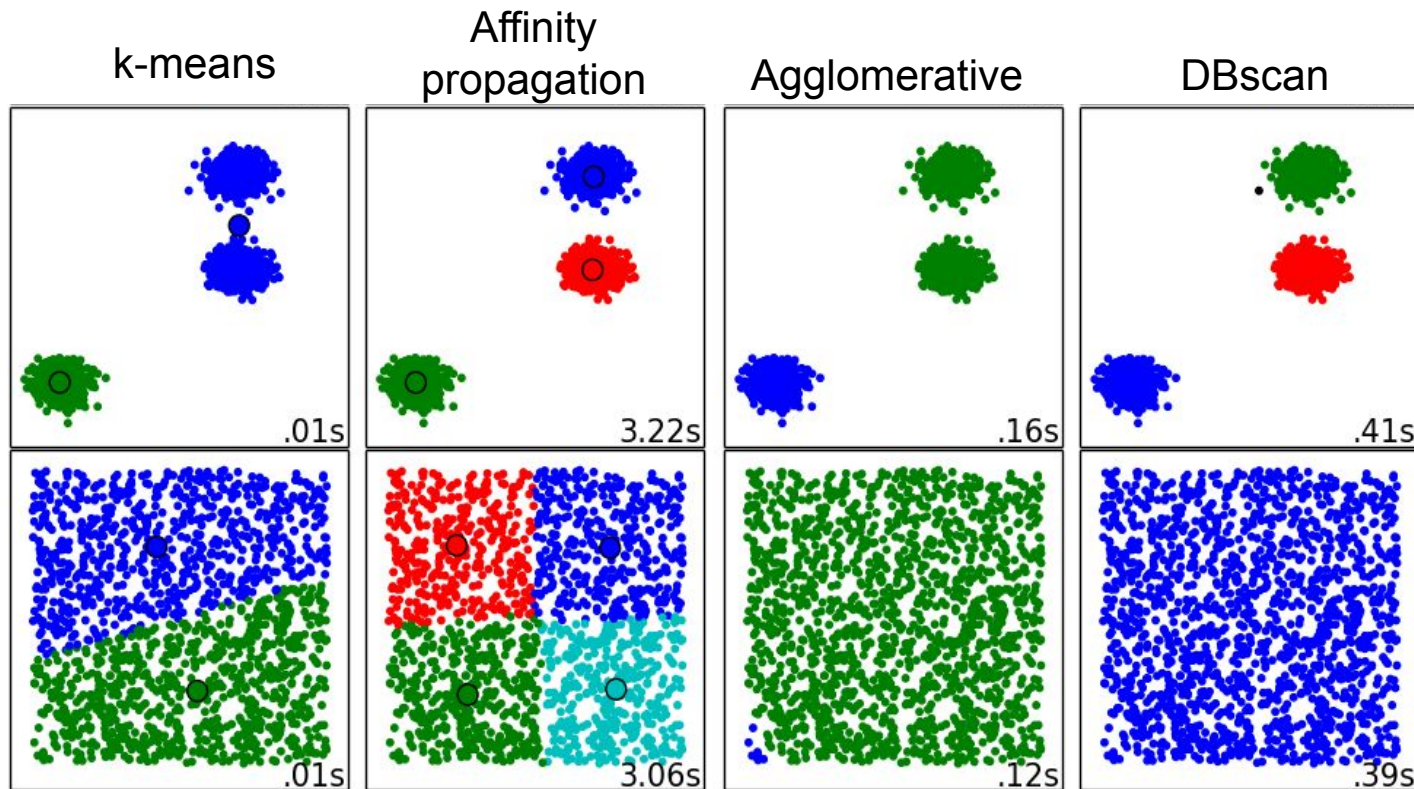 k-means
Affinity
propagation
Agglomerative
DBscan
.01s
3.22s
.16s
.41s
.01s
3.06s
.12s
.39s